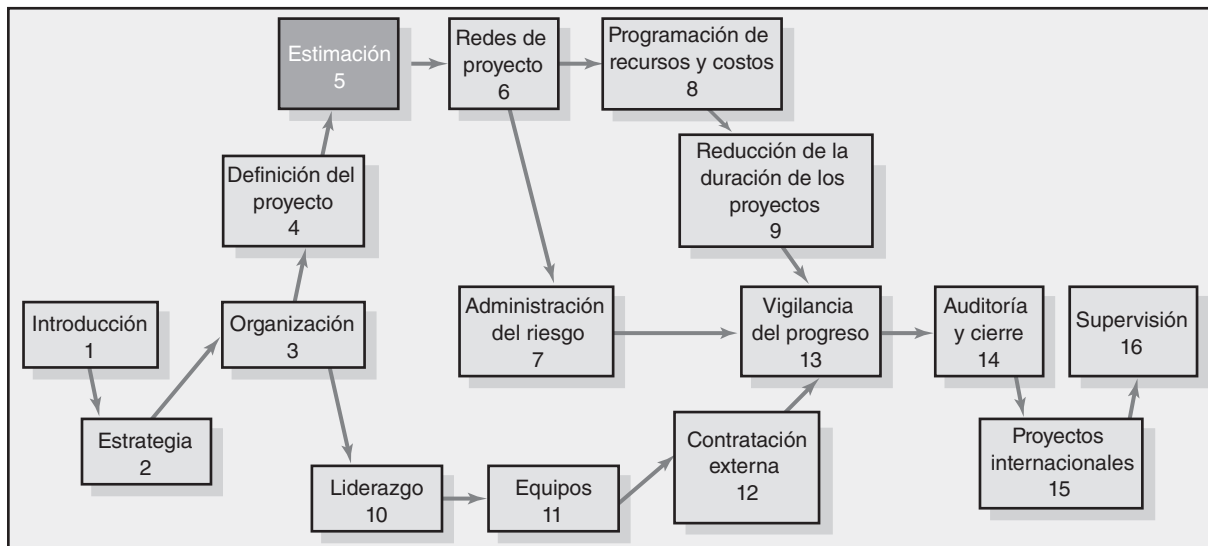 Estimación
5
Redes de
proyecto
6
Programación de
recursos y costos
8
Reducción de la
duración de los
proyectos
9
Definición del
proyecto
4
Introducción
1
Organización
3
Administración
del riesgo
7
Vigilancia
del progreso
13
Auditoría
y cierre
14
Supervisión
16
Estrategia
2
Liderazgo
10
Equipos
11
Contratación
externa
12
Proyectos
internacionales
15